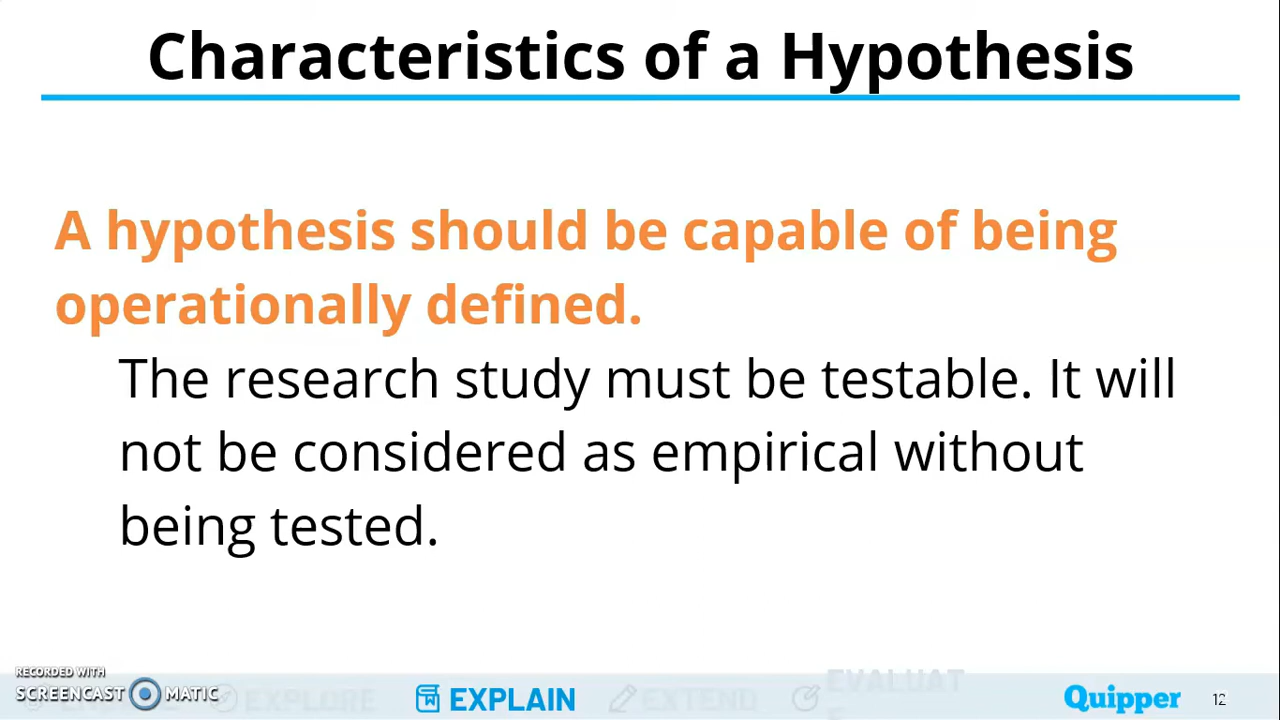 Characteristics of a Hypothesis
A hypothesis should be capable of being
operationally defined.
The research study must be testable. It will
not be considered as empirical without
being tested.
RECORDED WITH
SCREENCAST MATIC
EXPLORE
EXPLAIN
EXTEND
EVALUAT
E
Quipper
12